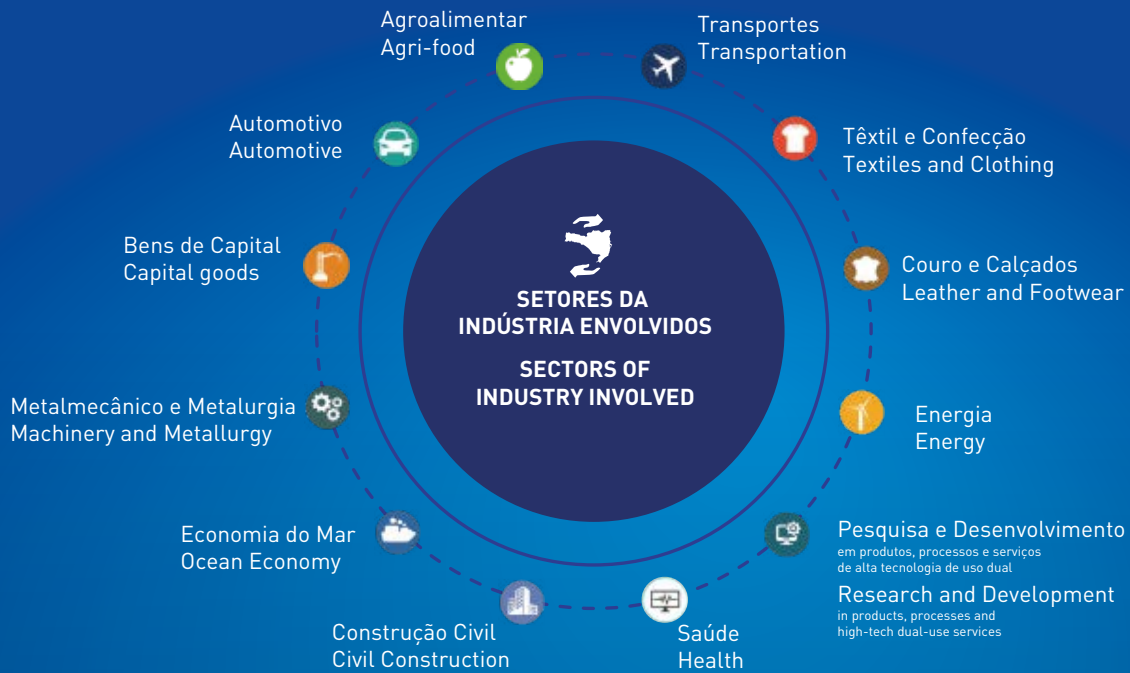 SETORES DA
INDÚSTRIA ENVOLVIDOS
SECTORS OF
INDUSTRY INVOLVED
Agroalimentar
Agri-food
Transportes
Transportation
Têxtil e Confecção
Textiles and Clothing
Couro e Calçados
Leather and Footwear
Energia
Energy
Pesquisa e Desenvolvimento
em produtos, processos e serviços
de alta tecnologia de uso dual
Research and Development
in products, processes and
high-tech dual-use services
Saúde
Health
Construção Civil
Civil Construction
Economia do Mar
Ocean Economy
Metalmecânico e Metalurgia
Machinery and Metallurgy
Bens de Capital
Capital goods
Automotivo
Automotive